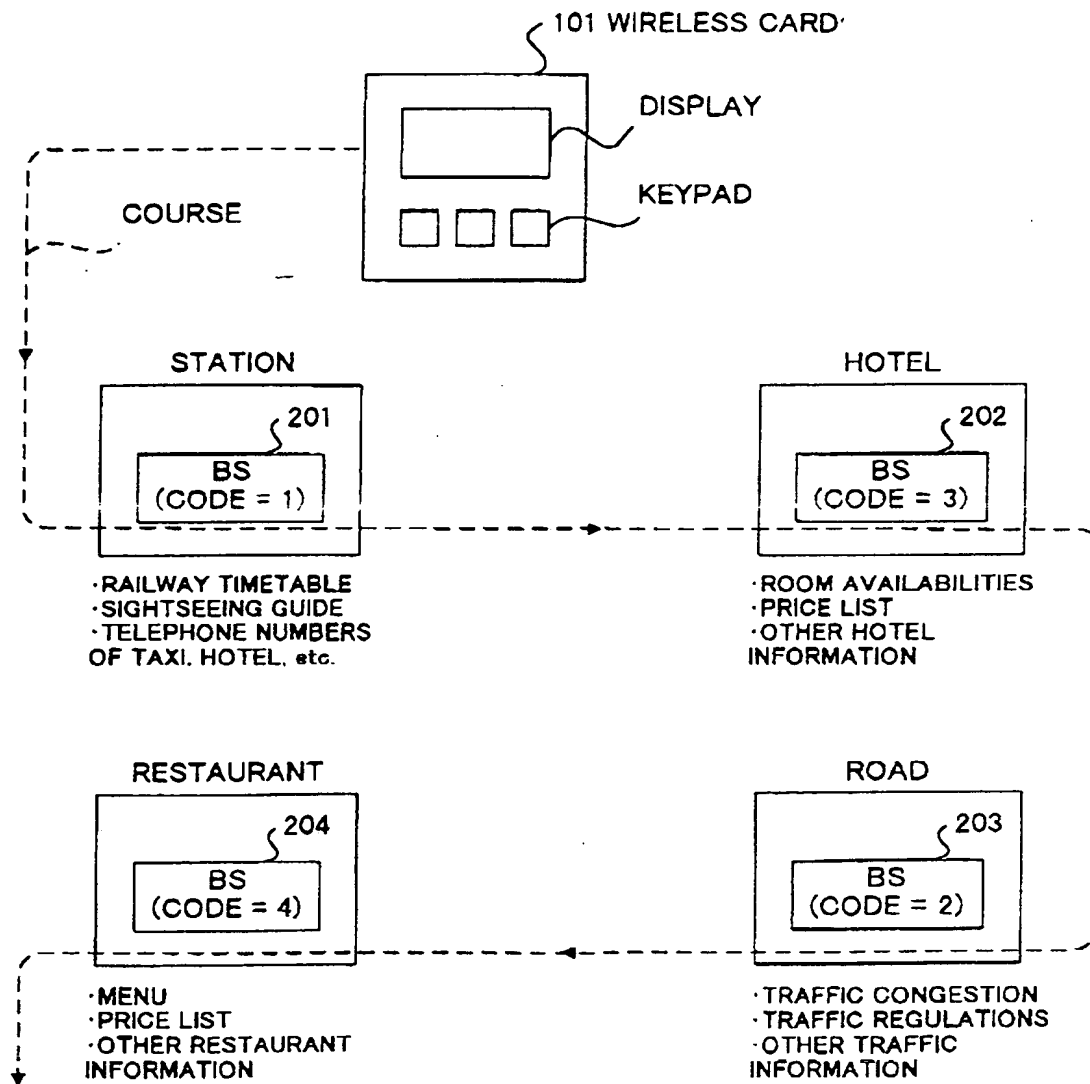 101 WIRELESS CARD
DISPLAY
KEYPAD
COURSE
STATION
201
BS
(CODE = 1)
·RAILWAY TIMETABLE
·SIGHTSEEING GUIDE
·TELEPHONE NUMBERS
OF TAXI, HOTEL, etc.
HOTEL
202
BS
(CODE = 3)
·ROOM AVAILABILITIES
·PRICE LIST
·OTHER HOTEL
INFORMATION
RESTAURANT
204
BS
(CODE = 4)
·MENU
·PRICE LIST
·OTHER RESTAURANT
INFORMATION
ROAD
203
BS
(CODE = 2)
·TRAFFIC CONGESTION
·TRAFFIC REGULATIONS
·OTHER TRAFFIC
INFORMATION